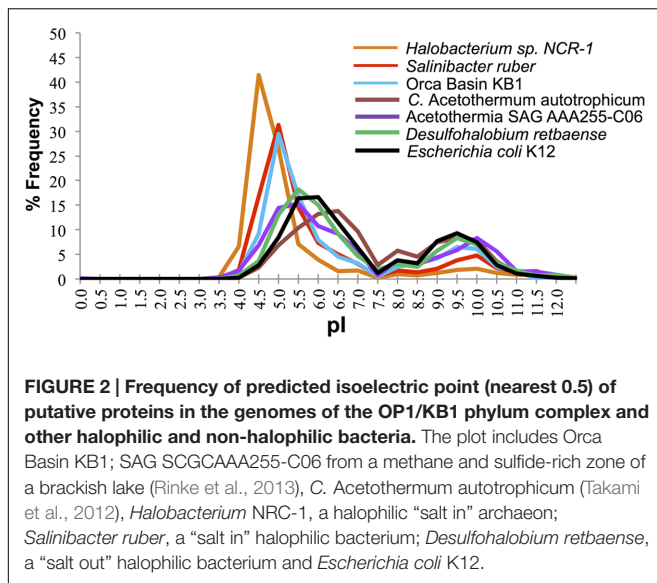 50
45
40
35
30
25
20
15
10
5
0
% Frequency
Halobacterium sp. NCR-1
Salinibacter ruber
Orca Basin KB1
C. Acetothermum autotrophicum
Acetothermia SAG AAA255-C06
Desulfohalobium retbaense
Escherichia coli K12
0.0 0.5 1.0 1.5 2.0 2.5 3.0 3.5 4.0 4.5 5.0 5.5 6.0 6.5 7.0 7.5 8.0 8.5 9.0 9.5 10.0 10.5 11.0 11.5 12.0
pI
FIGURE 2 | Frequency of predicted isoelectric point (nearest 0.5) of
putative proteins in the genomes of the OP1/KB1 phylum complex and
other halophilic and non-halophilic bacteria. The plot includes Orca
Basin KB1; SAG SCGCAAA255-C06 from a methane and sulfide-rich zone of
a brackish lake (Rinke et al., 2013), C. Acetothermum autotrophicum (Takami
et al., 2012), Halobacterium NRC-1, a halophilic “salt in” archaeon;
Salinibacter ruber, a “salt in” halophilic bacterium; Desulfohalobium retbaense,
a “salt out” halophilic bacterium and Escherichia coli K12.